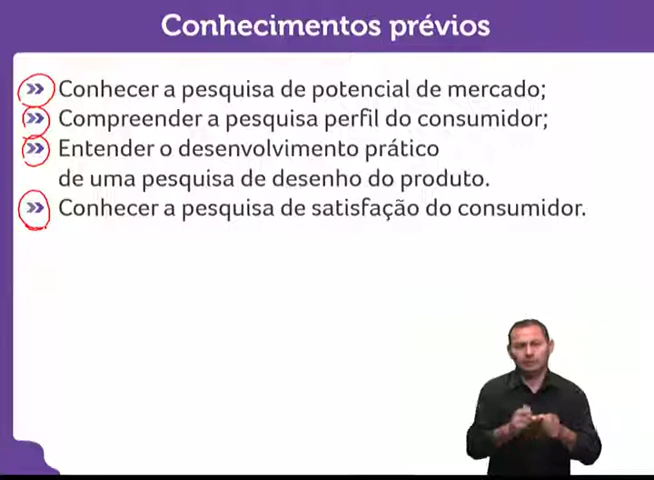 Conhecimentos prévios
Conhecer a pesquisa de potencial de mercado;
Compreender a pesquisa perfil do consumidor;
Entender o desenvolvimento prático
de uma pesquisa de desenho do produto.
Conhecer a pesquisa de satisfação do consumidor.